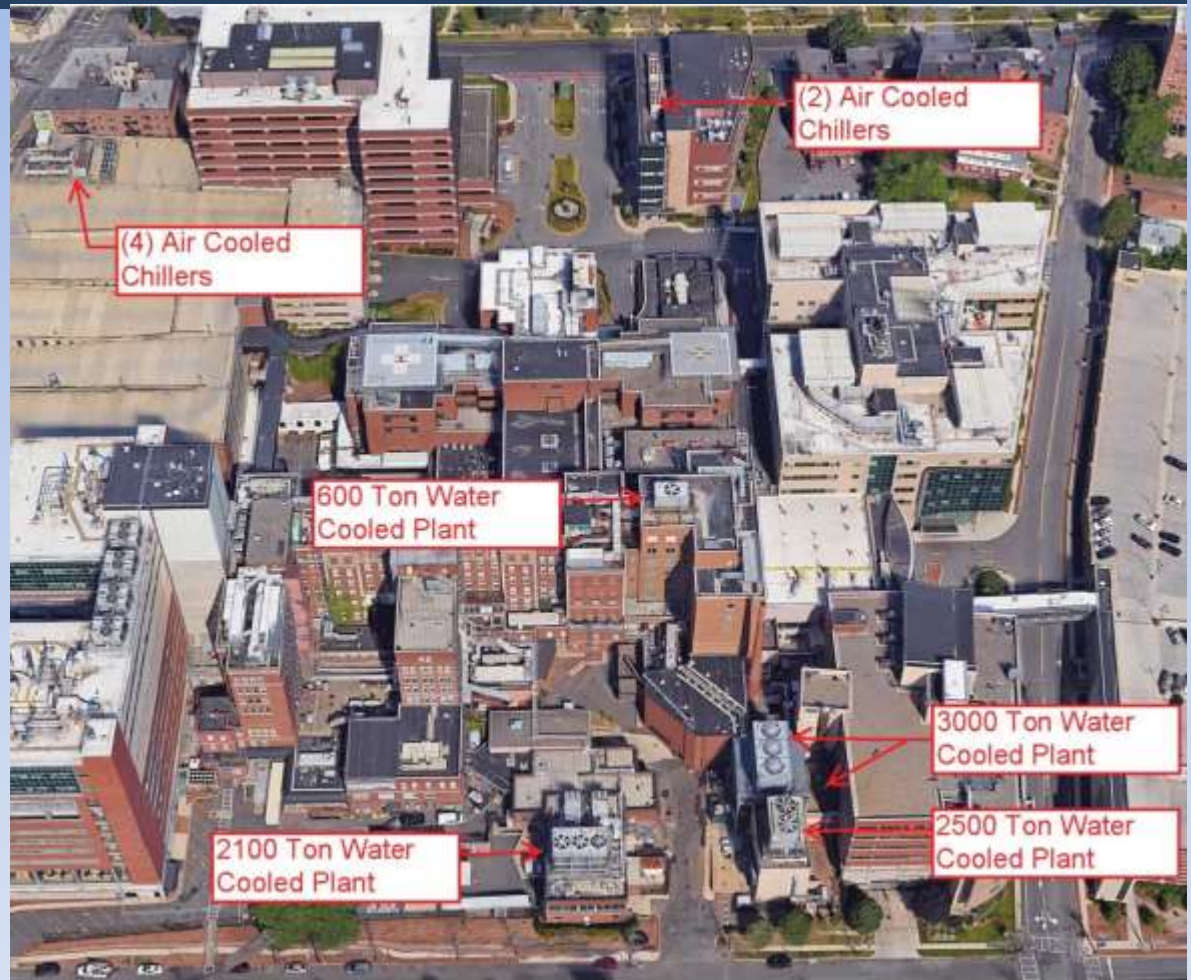 (2) Air Cooled
Chillers
(4) Air Cooled
Chillers
600 Ton Water
Cooled Plant
3000 Ton Water
Cooled Plant
2500 Ton Water
Cooled Plant
2100 Ton Water
Cooled Plant